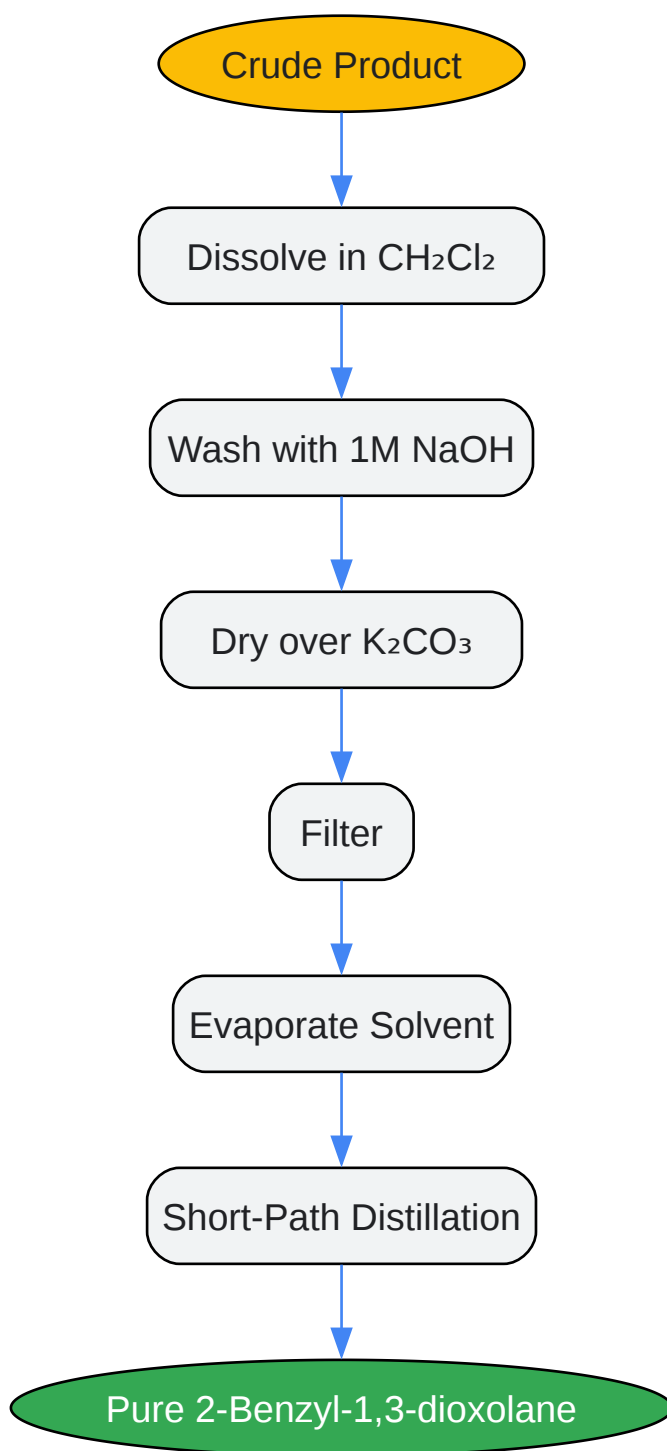 Crude Product
Dissolve in CH₂Cl₂
Wash with 1M NaOH
Dry over K₂CO₃
Filter
Evaporate Solvent
Short-Path Distillation
Pure 2-Benzyl-1,3-dioxolane